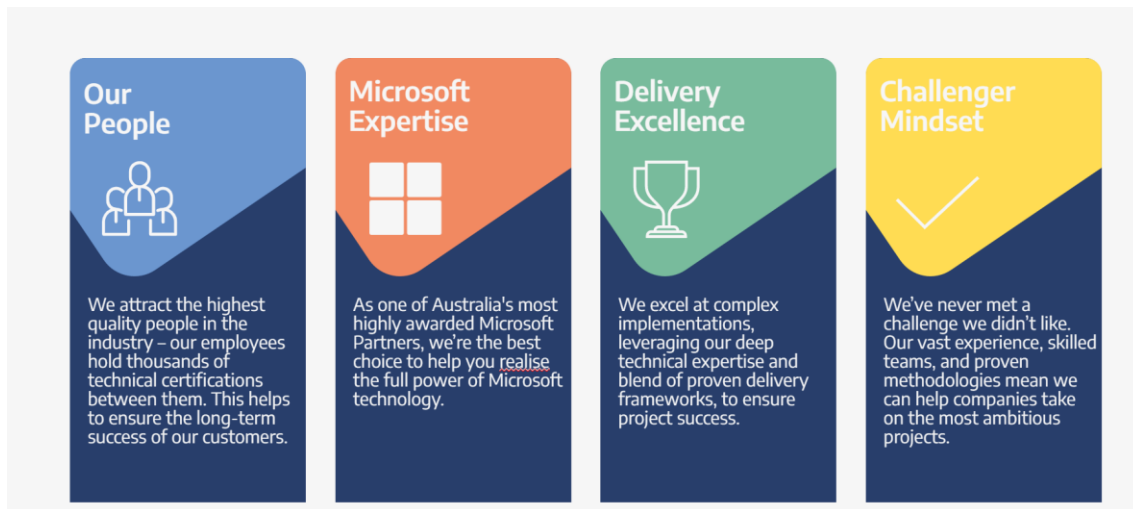 Our
People
We attract the highest
quality people in the
industry – our employees
hold thousands of
technical certifications
between them. This helps
to ensure the long-term
success of our customers.
Microsoft
Expertise
As one of Australia's most
highly awarded Microsoft
Partners, we're the best
choice to help you realise
the full power of Microsoft
technology.
Delivery
Excellence
We excel at complex
implementations,
leveraging our deep
technical expertise and
blend of proven delivery
frameworks, to ensure
project success.
Challenger
Mindset
We've never met a
challenge we didn't like.
Our vast experience, skilled
teams, and proven
methodologies mean we
can help companies take
on the most ambitious
projects.